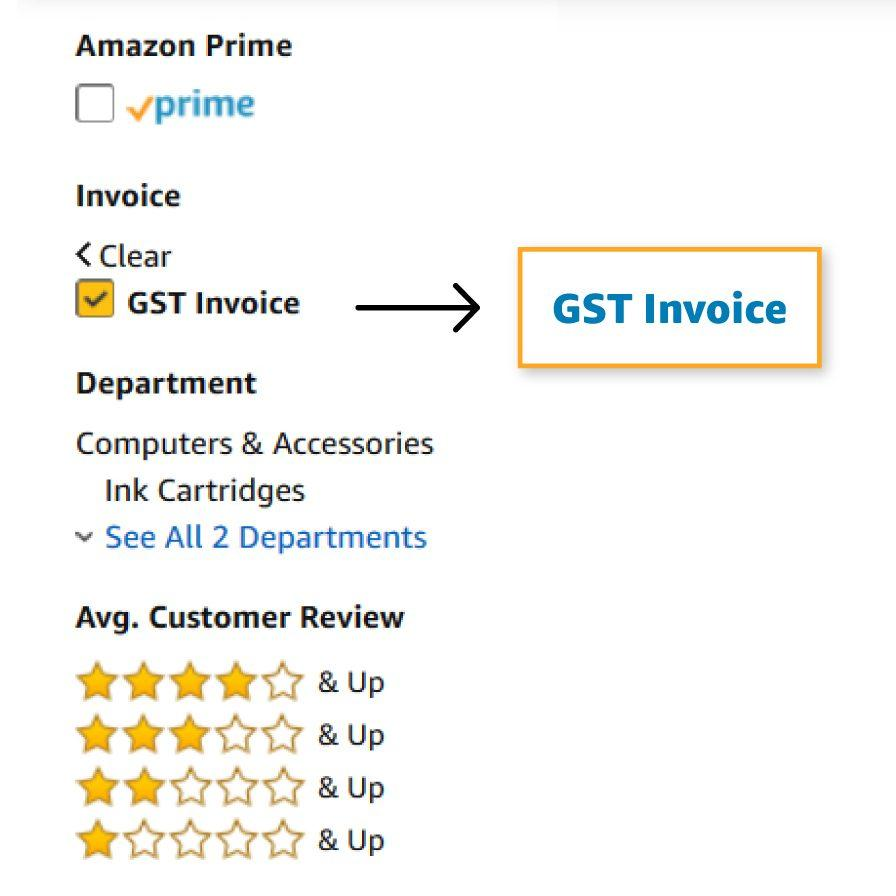 Amazon Prime
prime
Invoice
Clear
GST Invoice
GST Invoice
Department
Computers & Accessories
Ink Cartridges
See All 2 Departments
Avg. Customer Review
& Up
& Up
& Up
& Up